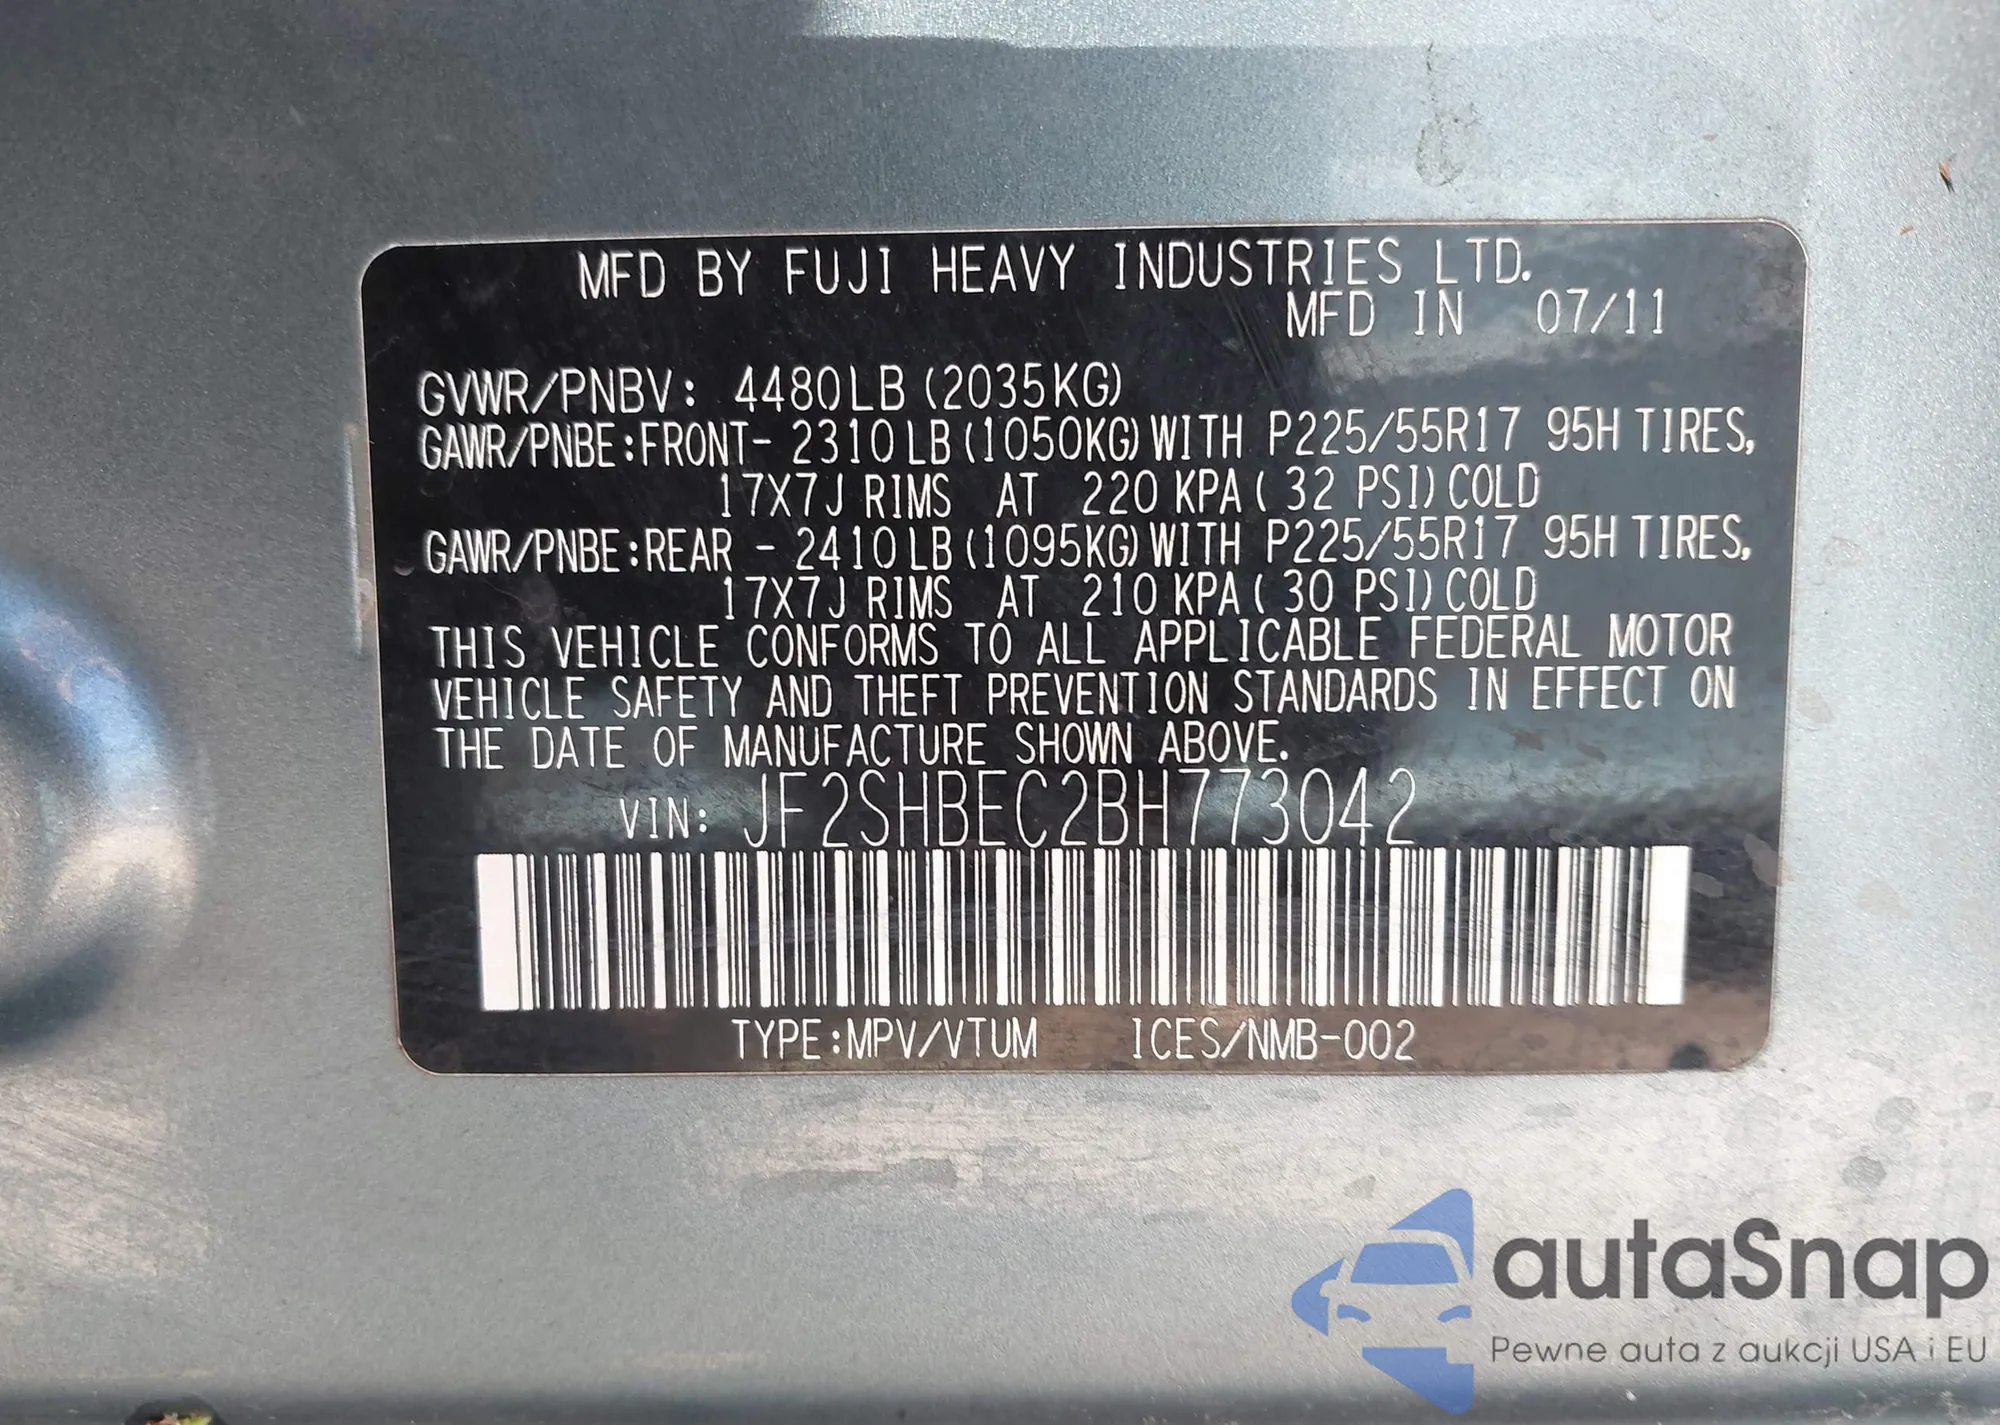 MFD BY FUJI HEAVY INDUSTRIES LTD.
MFD IN 07/11
GVWR/PNBV: 4480LB (2035KG)
GAWR/PNBE:FRONT- 2310LB (1050KG) WITH P225/55R17 95H TIRES,
17X7J RIMS AT 220 KPA ( 32 PSI) COLD
GAWR/PNBE:REAR - 2410LB (1095KG) WITH P225/55R17 95H TIRES,
17X7J RIMS AT 210 KPA ( 30 PSI) COLD
THIS VEHICLE CONFORMS TO ALL APPLICABLE FEDERAL MOTOR
VEHICLE SAFETY AND THEFT PREVENTION STANDARDS IN EFFECT ON
THE DATE OF MANUFACTURE SHOWN ABOVE.
VIN: JF2SHBEC2BH773042
TYPE:MPV/VTUM ICES/NMB-002
autaSnap
Pewne auta z aukcji USA i EU